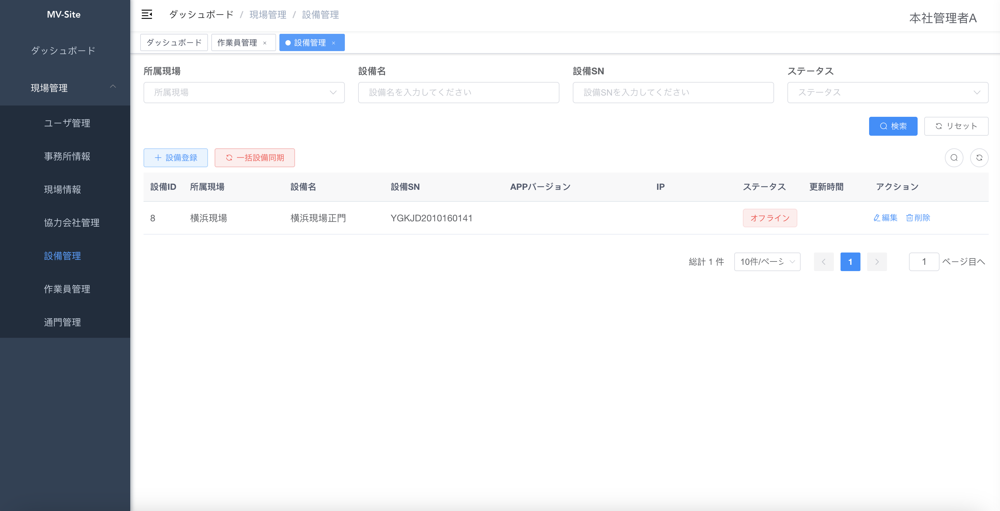 MV-Site
ダッシュボード
現場管理
ユーザ管理
事務所情報
現場情報
協力会社管理
設備管理
作業員管理
通門管理
ダッシュボード / 現場管理 / 設備管理
本社管理者A
ダッシュボード 作業員管理 × 設備管理 ×
所属現場 設備名 設備SN ステータス
所属現場 設備名を入力してください 設備SNを入力してください ステータス
検索 リセット
+ 設備登録 一括設備同期
設備ID 所属現場 設備名 設備SN APPバージョン IP ステータス 更新時間 アクション
8 横浜現場 横浜現場正門 YGKJD2010160141 オフライン 編集 削除
総計 1 件 10件/ページ < 1 > 1 ページ目へ